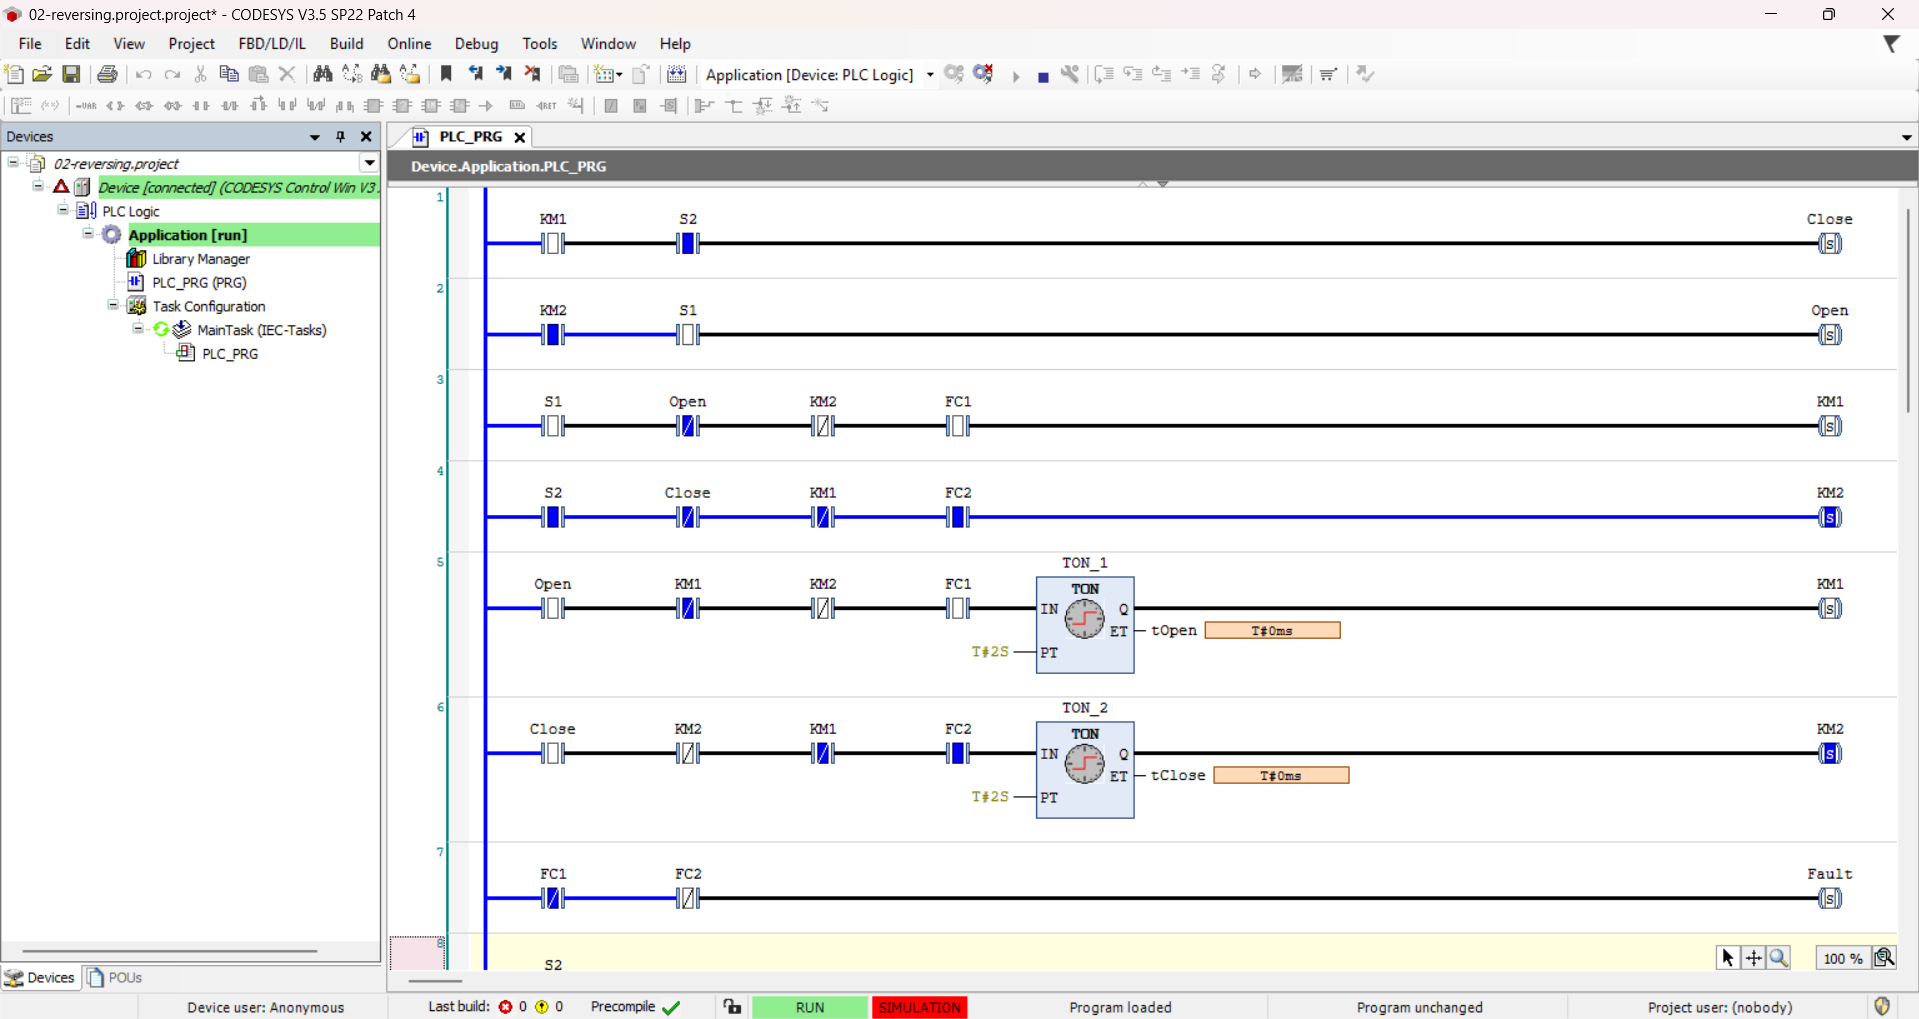 02-reversing.project.project* - CODESYS V3.5 SP22 Patch 4
File Edit View Project FBD/LD/IL Build Online Debug Tools Window Help
Application [Device: PLC Logic]
Devices
02-reversing.project
Device [connected] (CODESYS Control Win V3.
PLC Logic
Application [run]
Library Manager
PLC_PRG (PRG)
Task Configuration
MainTask (IEC-Tasks)
PLC_PRG
Devices POUs
PLC_PRG
Device.Application.PLC_PRG
1
KM1 S2 Close
S
2
KM2 S1 Open
S
3
S1 Open KM2 FC1 KM1
S
4
S2 Close KM1 FC2 KM2
S
5
TON_1
Open KM1 KM2 FC1 TON KM1
IN Q S
ET tOpen T#0ms
T#2S PT
6
TON_2
Close KM2 KM1 FC2 TON KM2
IN Q S
ET tClose T#0ms
T#2S PT
7
FC1 FC2 Fault
S
8
S2
100 %
Device user: Anonymous Last build: 0 0 Precompile RUN SIMULATION Program loaded Program unchanged Project user: (nobody)